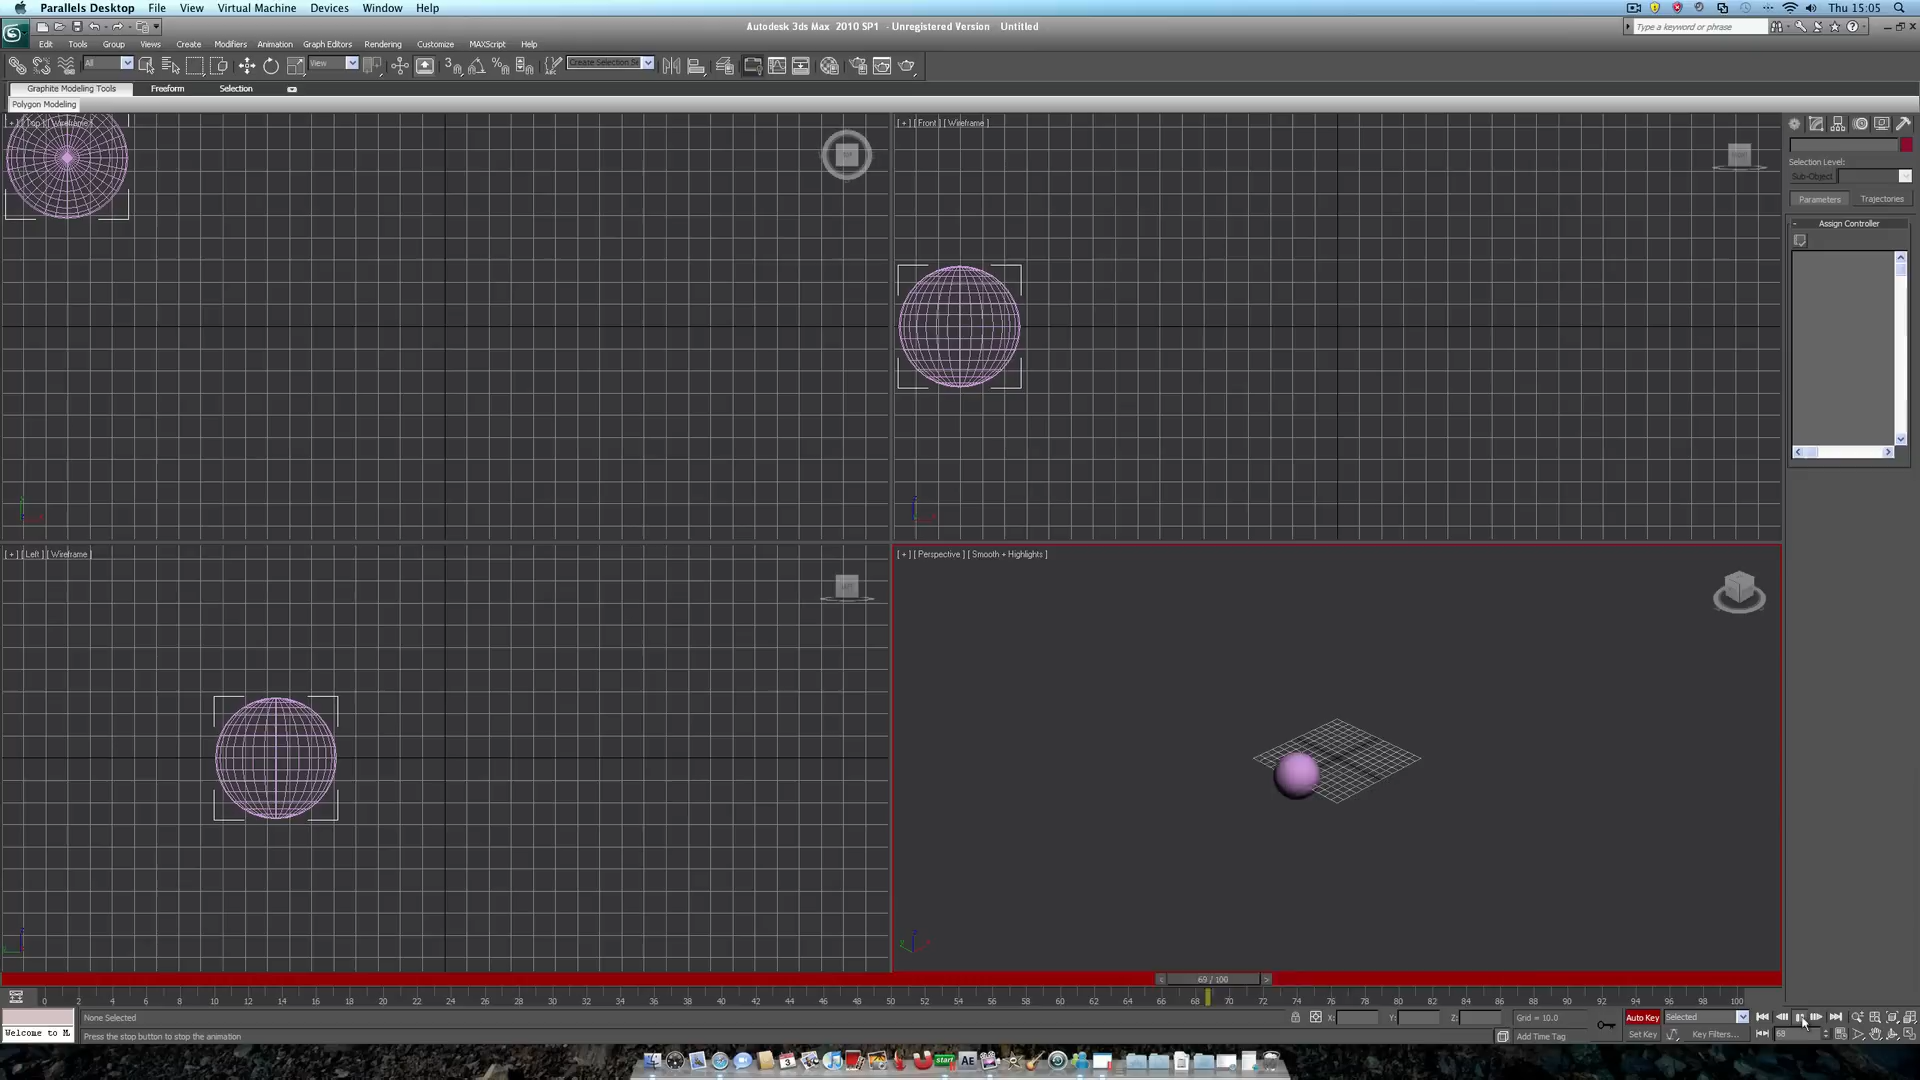 Parallels Desktop File View Virtual Machine Devices Window Help Thu 15:05
Autodesk 3ds Max 2010 SP1 - Unregistered Version Untitled
Type a keyword or phrase
Edit Tools Group Views Create Modifiers Animation Graph Editors Rendering Customize MAXScript Help
All View Create Selection Se
Graphite Modeling Tools Freeform Selection
Polygon Modeling
[ + ] [ Top ] [ Wireframe ]
[ + ] [ Front ] [ Wireframe ]
TOP
Selection Level:
Sub-Object
Parameters Trajectories
- Assign Controller
[ + ] [ Left ] [ Wireframe ]
[ + ] [ Perspective ] [ Smooth + Highlights ]
LEFT
< 69 / 100 >
0 2 4 6 8 10 12 14 16 18 20 22 24 26 28 30 32 34 36 38 40 42 44 46 48 50 52 54 56 58 60 62 64 66 68 70 72 74 76 78 80 82 84 86 88 90 92 94 96 98 100
None Selected X: Y: Z: Grid = 10.0 Auto Key Selected
Welcome to M. Press the stop button to stop the animation Add Time Tag Set Key Key Filters... 68
3 start AE